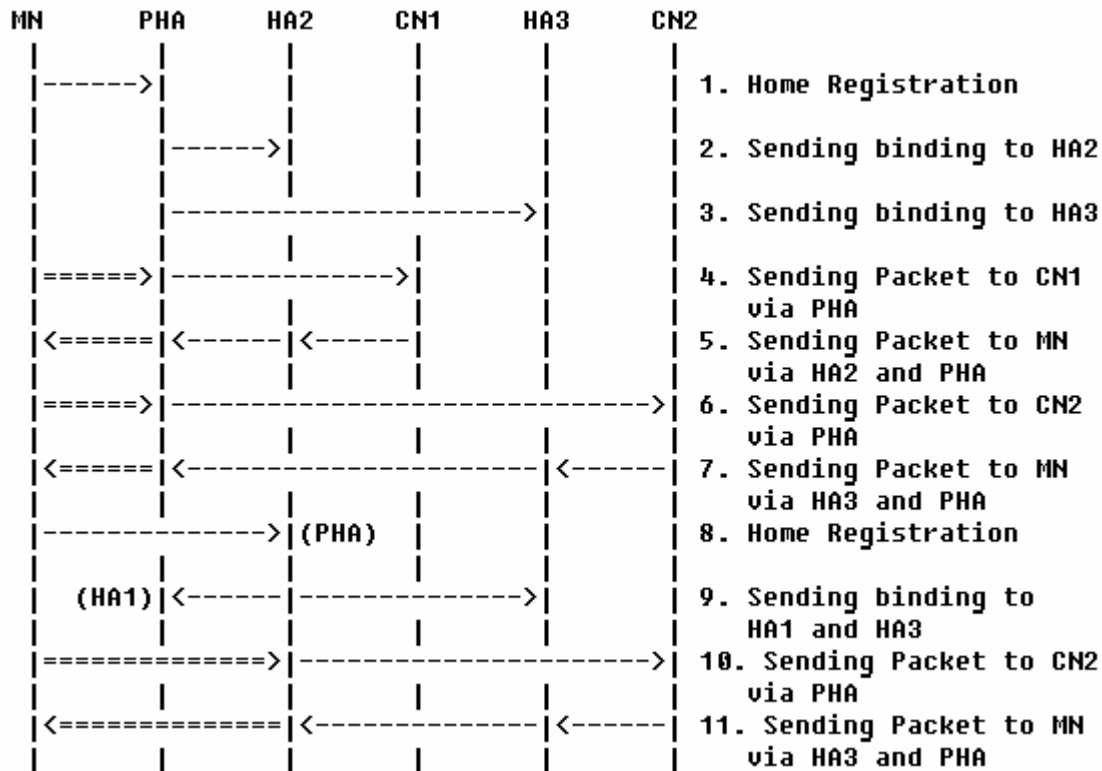 MN PHA HA2 CN1 HA3 CN2
1. Home Registration
2. Sending binding to HA2
3. Sending binding to HA3
4. Sending Packet to CN1
via PHA
5. Sending Packet to MN
via HA2 and PHA
6. Sending Packet to CN2
via PHA
7. Sending Packet to MN
via HA3 and PHA
(PHA) 8. Home Registration
(HA1) 9. Sending binding to
HA1 and HA3
10. Sending Packet to CN2
via PHA
11. Sending Packet to MN
via HA3 and PHA